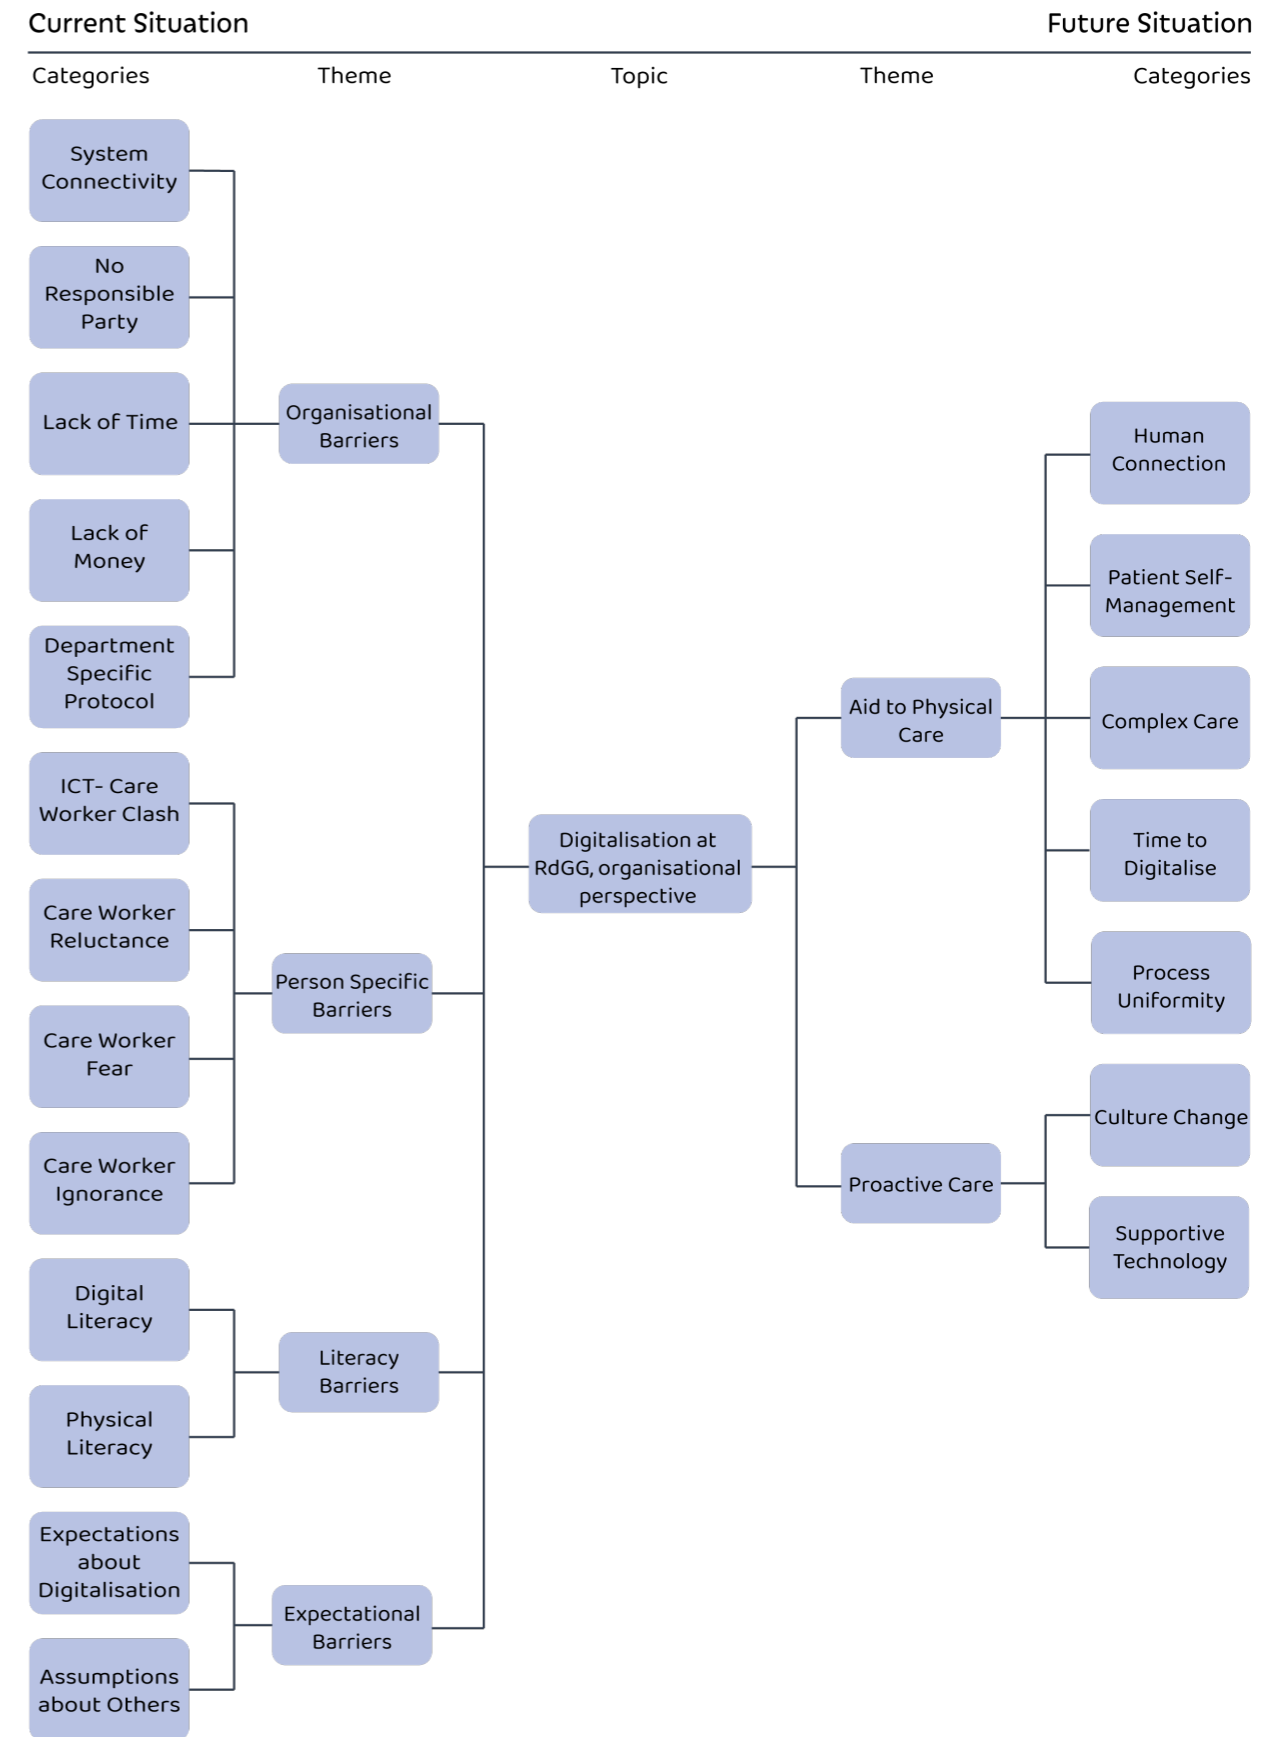 Current Situation
Future Situation
Categories
Theme
Topic
Theme
Categories
System
Connectivity
No
Responsible
Party
Lack of Time
Lack of
Money
Department
Specific
Protocol
Organisational
Barriers
ICT- Care
Worker Clash
Care Worker
Reluctance
Care Worker
Fear
Care Worker
Ignorance
Person Specific
Barriers
Digital
Literacy
Physical
Literacy
Literacy
Barriers
Expectations
about
Digitalisation
Assumptions
about Others
Expectational
Barriers
Digitalisation at
RdGG, organisational
perspective
Aid to Physical
Care
Human
Connection
Patient Self-
Management
Complex Care
Time to
Digitalise
Process
Uniformity
Proactive Care
Culture Change
Supportive
Technology